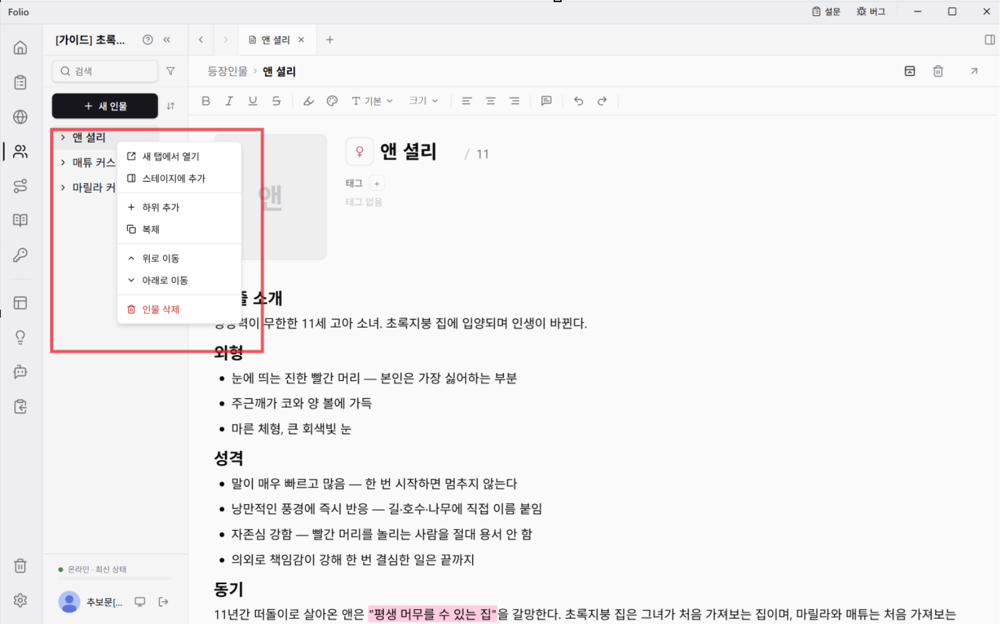 Folio
설문
버그
[가이드] 초록...
앤 셜리
검색
등장인물 > 앤 셜리
+ 새 인물
B I U S T 기본 크기
앤 셜리
매튜 커스
마릴라 커
새 탭에서 열기
스테이지에 추가
하위 추가
복제
위로 이동
아래로 이동
인물 삭제
앤
♀ 앤 셜리 / 11
태그 +
태그 없음
소개
무한한 11세 고아 소녀. 초록지붕 집에 입양되며 인생이 바뀐다.
외형
• 눈에 띄는 진한 빨간 머리 — 본인은 가장 싫어하는 부분
• 주근깨가 코와 양 볼에 가득
• 마른 체형, 큰 회색빛 눈
성격
• 말이 매우 빠르고 많음 — 한 번 시작하면 멈추지 않는다
• 낭만적인 풍경에 즉시 반응 — 길·호수·나무에 직접 이름 붙임
• 자존심 강함 — 빨간 머리를 놀리는 사람을 절대 용서 안 함
• 의외로 책임감이 강해 한 번 결심한 일은 끝까지
동기
11년간 떠돌이로 살아온 앤은 "평생 머무를 수 있는 집"을 갈망한다. 초록지붕 집은 그녀가 처음 가져보는 집이며, 마릴라와 매튜는 처음 가져보는
온라인 · 최신 상태
추보문[...